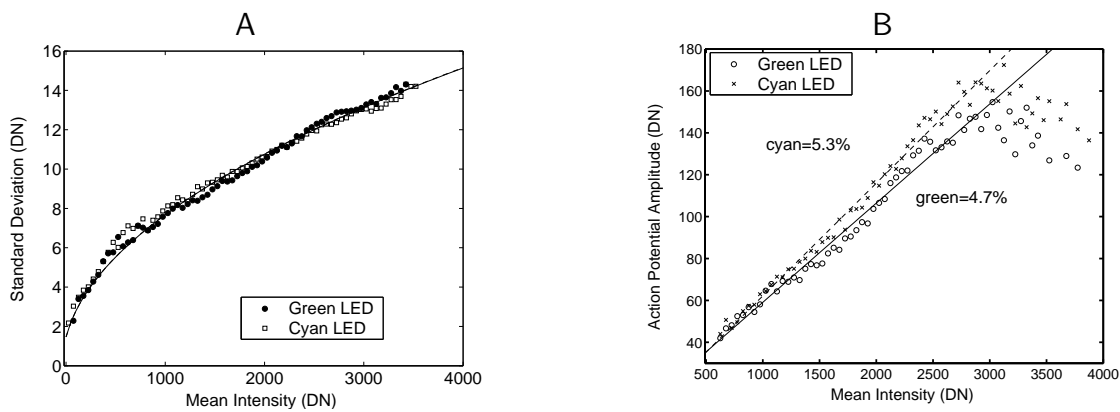 A
Standard Deviation (DN)
16
14
12
10
8
6
4
2
0
Green LED
Cyan LED
0 1000 2000 3000 4000
Mean Intensity (DN)
B
Action Potential Amplitude (DN)
180
160
140
120
100
80
60
40
Green LED
Cyan LED
cyan=5.3%
green=4.7%
500 1000 1500 2000 2500 3000 3500 4000
Mean Intensity (DN)